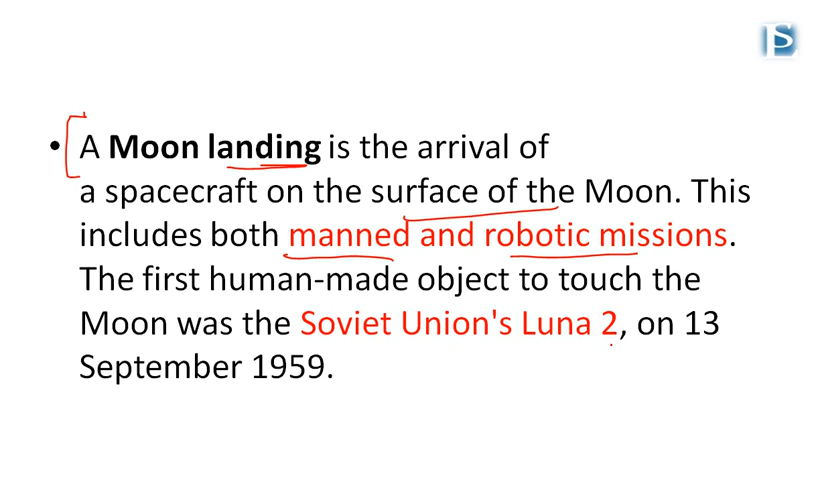 S
• A Moon landing is the arrival of
a spacecraft on the surface of the Moon. This
includes both manned and robotic missions.
The first human-made object to touch the
Moon was the Soviet Union's Luna 2, on 13
September 1959.